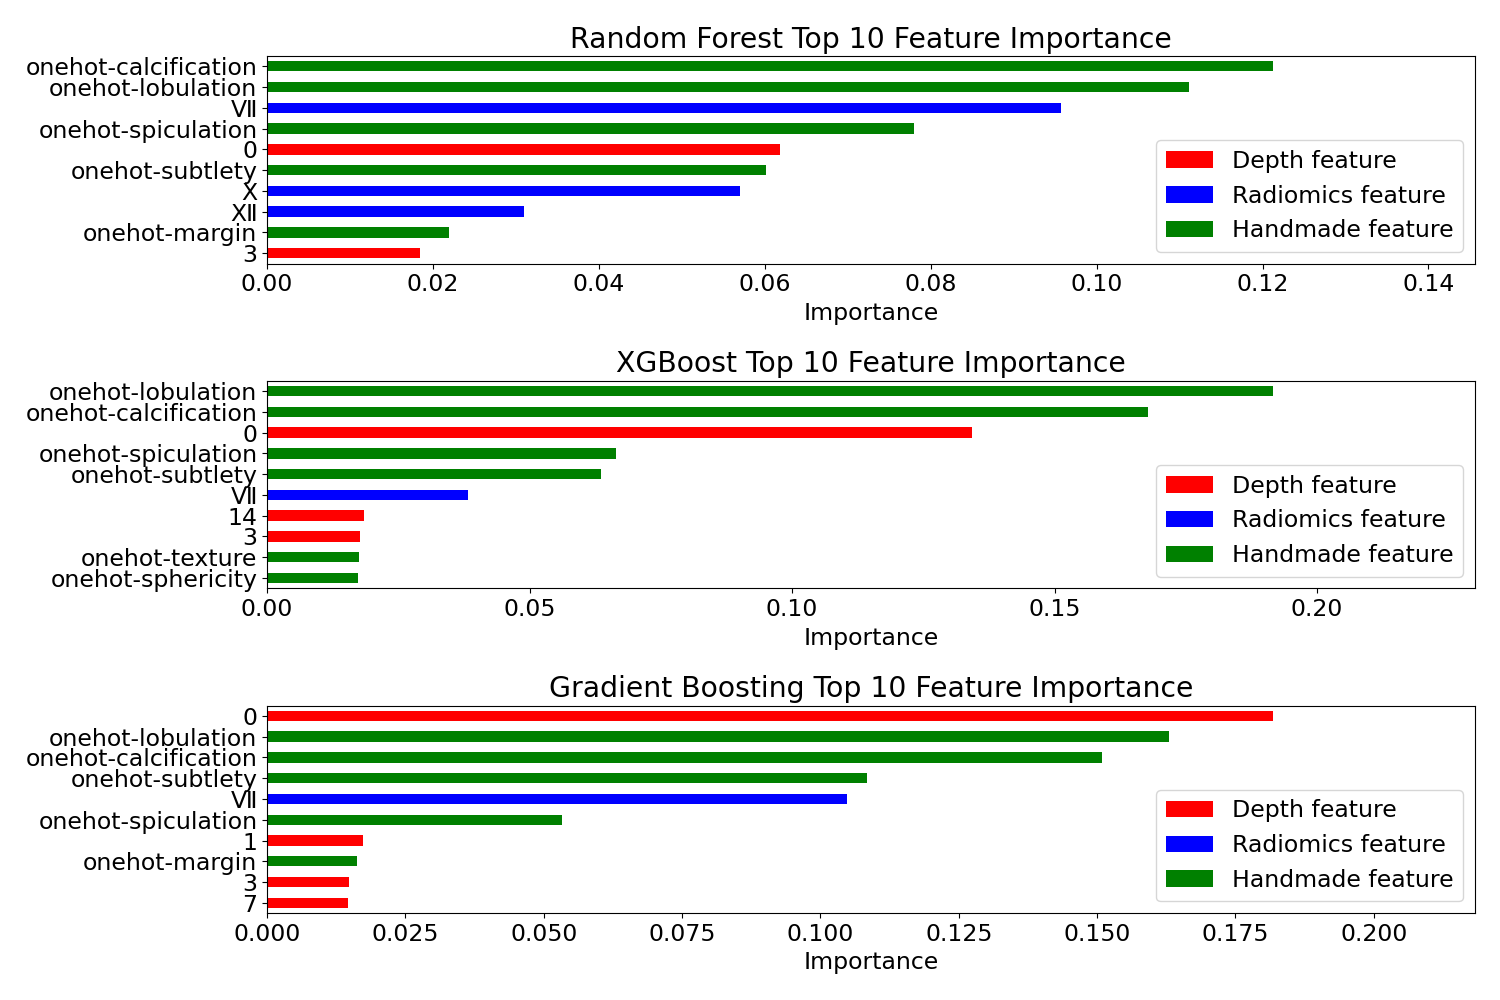 Random Forest Top 10 Feature Importance
onehot-calcification
onehot-lobulation
Ⅶ
onehot-spiculation
0
onehot-subtlety
X
Ⅻ
onehot-margin
3
Depth feature
Radiomics feature
Handmade feature
0.00 0.02 0.04 0.06 0.08 0.10 0.12 0.14
Importance
XGBoost Top 10 Feature Importance
onehot-lobulation
onehot-calcification
0
onehot-spiculation
onehot-subtlety
Ⅶ
14
3
onehot-texture
onehot-sphericity
Depth feature
Radiomics feature
Handmade feature
0.00 0.05 0.10 0.15 0.20
Importance
Gradient Boosting Top 10 Feature Importance
0
onehot-lobulation
onehot-calcification
onehot-subtlety
Ⅶ
onehot-spiculation
1
onehot-margin
3
7
Depth feature
Radiomics feature
Handmade feature
0.000 0.025 0.050 0.075 0.100 0.125 0.150 0.175 0.200
Importance